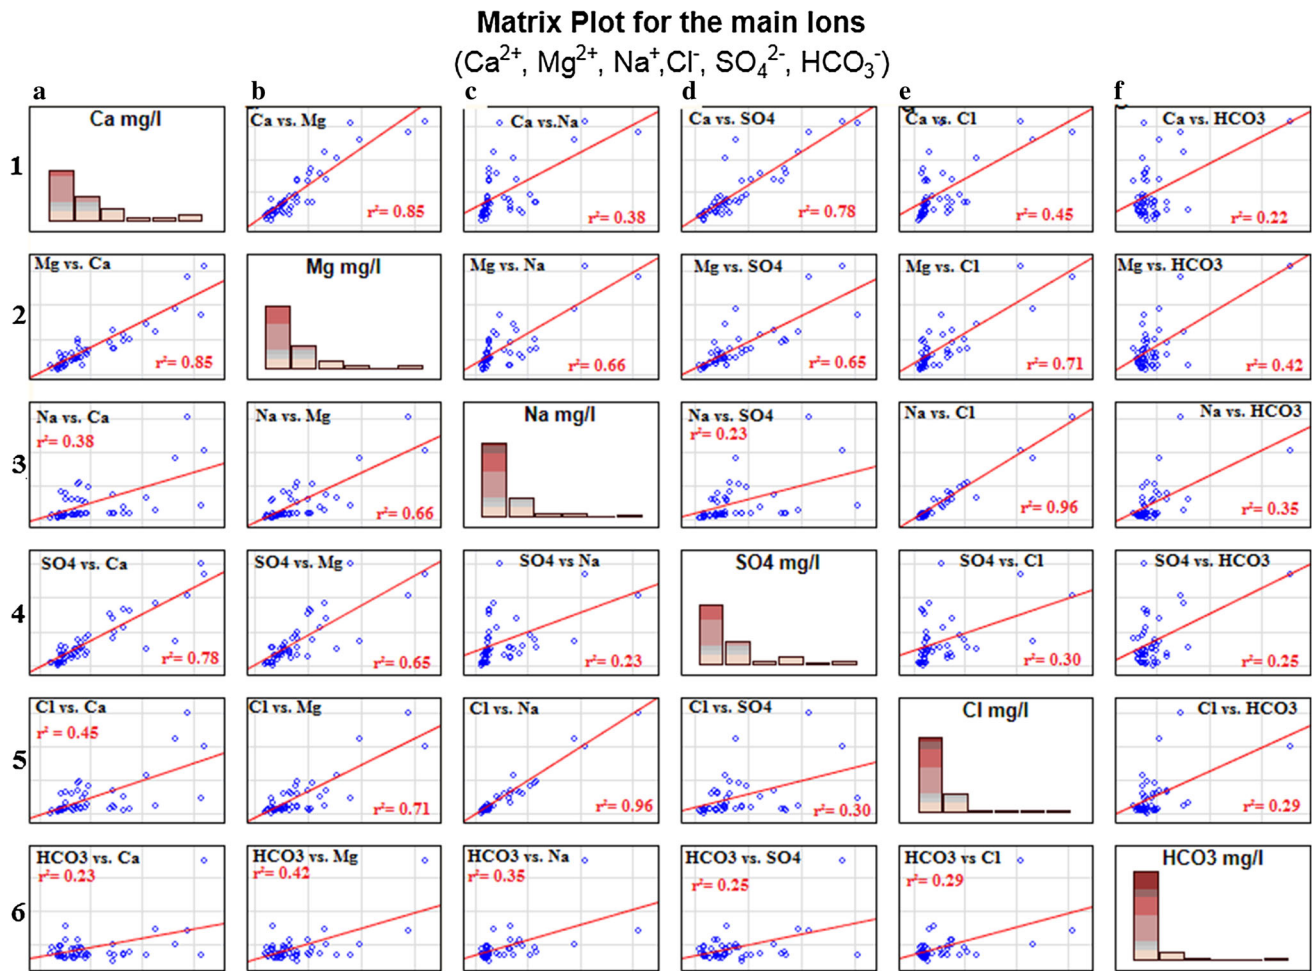 Matrix Plot for the main Ions
(Ca²⁺, Mg²⁺, Na⁺,Cl⁻, SO₄²⁻, HCO₃⁻)
a b c d e f
1
Ca mg/l
Ca vs. Mg
r²= 0.85
Ca vs.Na
r²= 0.38
Ca vs. SO4
r²= 0.78
Ca vs. Cl
r²= 0.45
Ca vs. HCO3
r²= 0.22
2
Mg vs. Ca
r²= 0.85
Mg mg/l
Mg vs. Na
r²= 0.66
Mg vs. SO4
r²= 0.65
Mg vs. Cl
r²= 0.71
Mg vs. HCO3
r²= 0.42
3
Na vs. Ca
r²= 0.38
Na vs. Mg
r²= 0.66
Na mg/l
Na vs. SO4
r²= 0.23
Na vs. Cl
r²= 0.96
Na vs. HCO3
r²= 0.35
4
SO4 vs. Ca
r²= 0.78
SO4 vs. Mg
r²= 0.65
SO4 vs Na
r²= 0.23
SO4 mg/l
SO4 vs. Cl
r²= 0.30
SO4 vs. HCO3
r²= 0.25
5
Cl vs. Ca
r² = 0.45
Cl vs. Mg
r²= 0.71
Cl vs. Na
r²= 0.96
Cl vs. SO4
r²= 0.30
Cl mg/l
Cl vs. HCO3
r²= 0.29
6
HCO3 vs. Ca
r²= 0.23
HCO3 vs. Mg
r²= 0.42
HCO3 vs. Na
r²= 0.35
HCO3 vs. SO4
r²= 0.25
HCO3 vs Cl
r²= 0.29
HCO3 mg/l